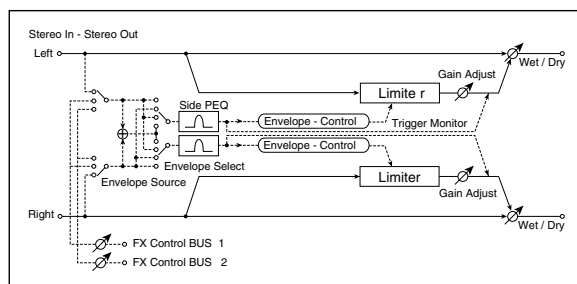 Stereo In - Stereo Out
Left
Wet / Dry
Gain Adjust
Limite r
Side PEQ
Envelope - Control
Trigger Monitor
Envelope - Control
Envelope Select
Envelope Source
Limiter
Gain Adjust
Right
Wet / Dry
FX Control BUS 1
FX Control BUS 2